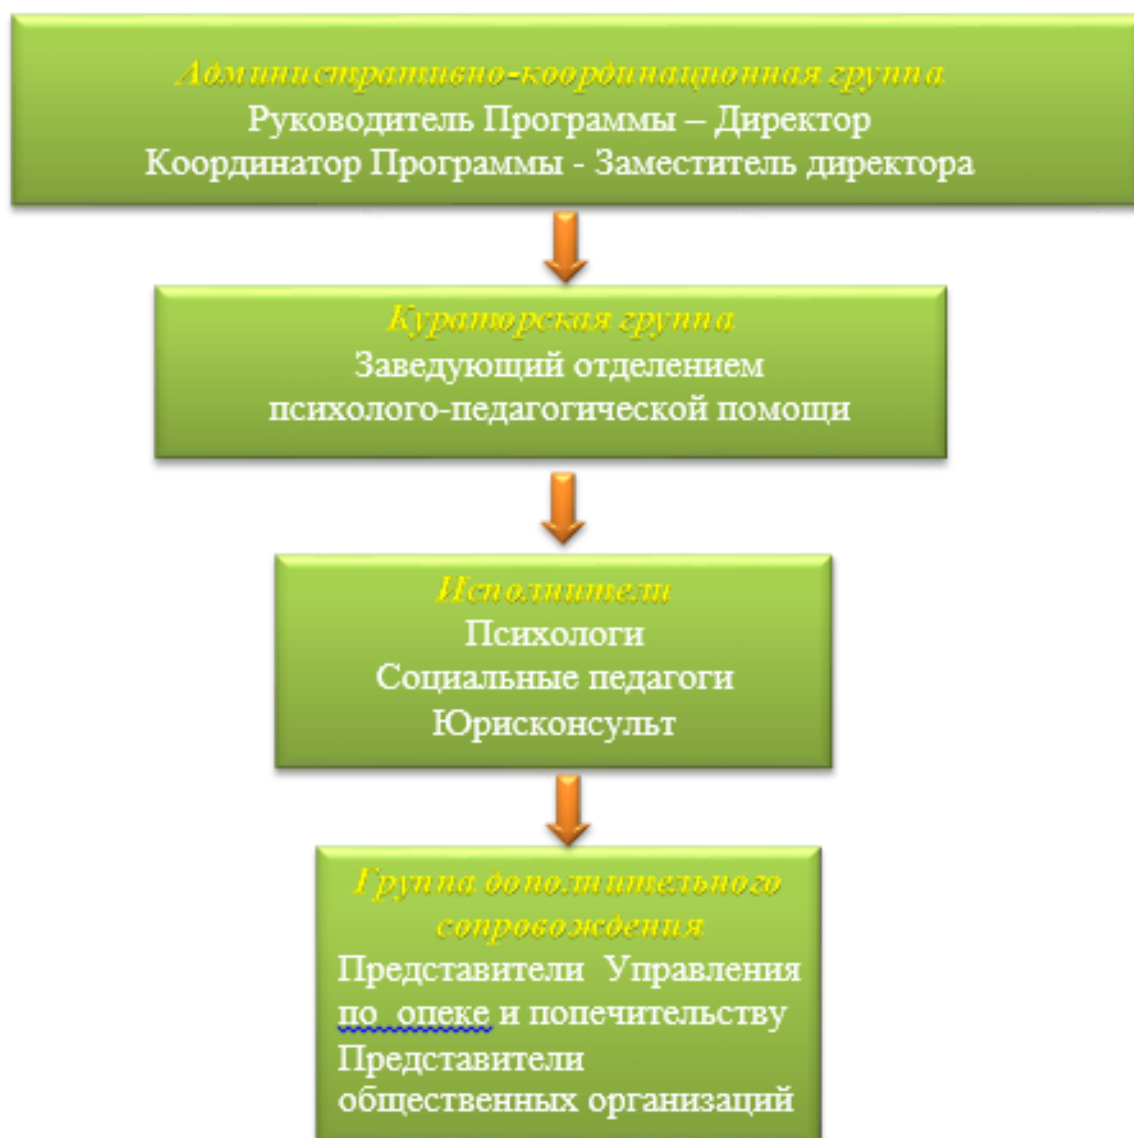 Административно-координационная группа
Руководитель Программы – Директор
Координатор Программы - Заместитель директора
Кураторская группа
Заведующий отделением
психолого-педагогической помощи
Исполнители
Психологи
Социальные педагоги
Юрисконсульт
Группа дополнительного
сопровождения
Представители Управления
по опеке и попечительству
Представители
общественных организаций